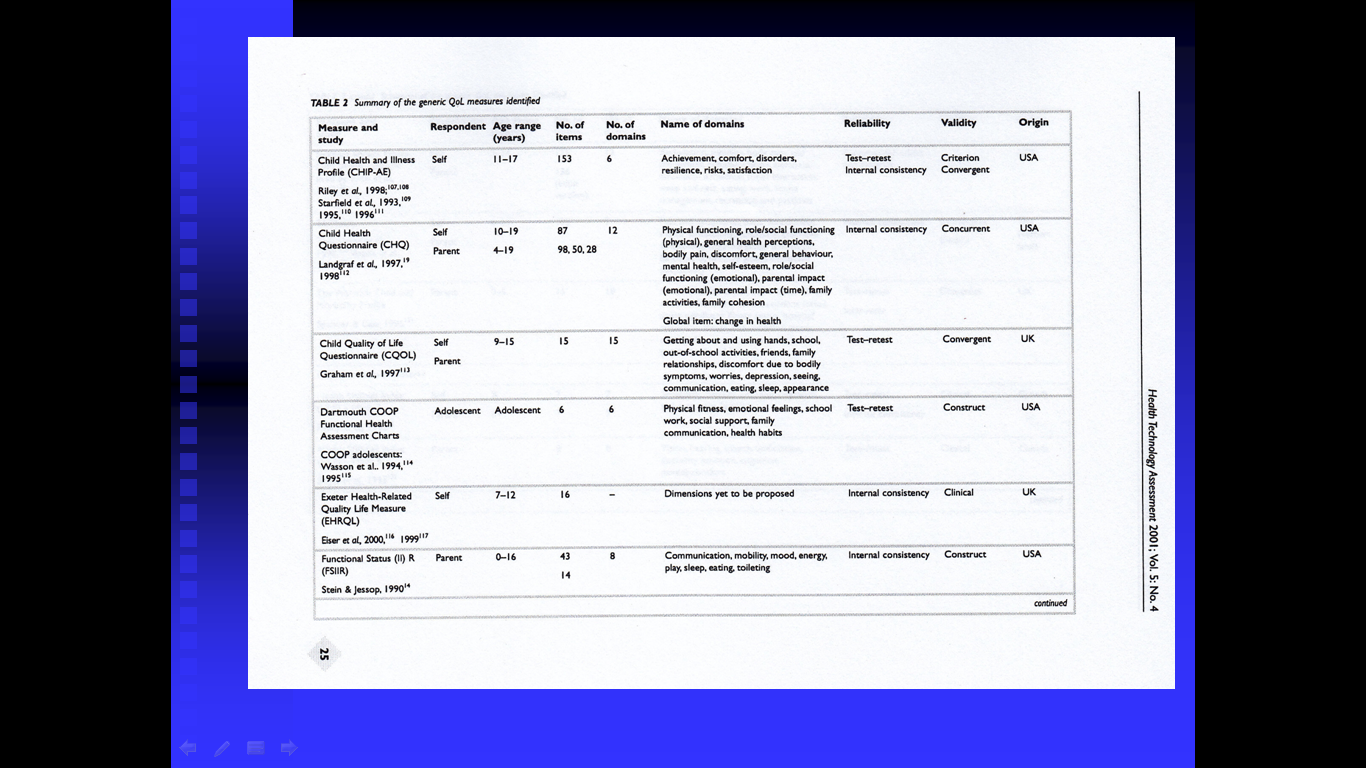 TABLE 2 Summary of the generic QoL measures identified
Measure and study Respondent Age range (years) No. of items No. of domains Name of domains Reliability Validity Origin
Child Health and Illness Self 11–17 153 6 Achievement, comfort, disorders, Test–retest Criterion USA
Profile (CHIP-AE) resilience, risks, satisfaction Internal consistency Convergent
Riley et al., 1998;107,108
Starfield et al., 1993,109
1995,110 1996111
Child Health Self 10–19 87 12 Physical functioning, role/social functioning Internal consistency Concurrent USA
Questionnaire (CHQ) Parent 4–19 98, 50, 28 (physical), general health perceptions,
bodily pain, discomfort, general behaviour,
Landgraf et al., 1997,19 mental health, self-esteem, role/social
1998112 functioning (emotional), parental impact
(emotional), parental impact (time), family
activities, family cohesion
Global item: change in health
Child Quality of Life Self 9–15 15 15 Getting about and using hands, school, Test–retest Convergent UK
Questionnaire (CQOL) Parent out-of-school activities, friends, family
relationships, discomfort due to bodily
Graham et al., 1997113 symptoms, worries, depression, seeing,
communication, eating, sleep, appearance
Dartmouth COOP Adolescent Adolescent 6 6 Physical fitness, emotional feelings, school Test–retest Construct USA
Functional Health work, social support, family
Assessment Charts communication, health habits
COOP adolescents:
Wasson et al.. 1994,114
1995115
Exeter Health-Related Self 7–12 16 – Dimensions yet to be proposed Internal consistency Clinical UK
Quality Life Measure
(EHRQL)
Eiser et al, 2000,116 1999117
Functional Status (II) R Parent 0–16 43 8 Communication, mobility, mood, energy, Internal consistency Construct USA
(FSIIR) 14 play, sleep, eating, toileting
Stein & Jessop, 199014
continued
Health Technology Assessment 2001; Vol. 5: No. 4
25